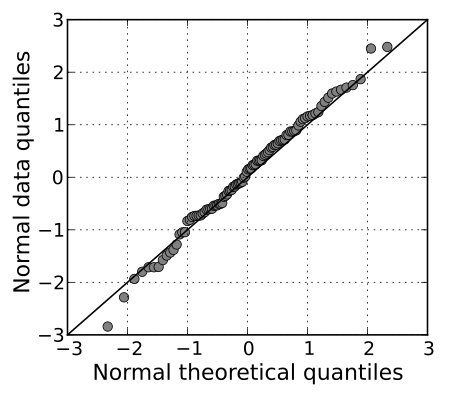 3
2
1
0
−1
−2
−3
−3 −2 −1 0 1 2 3
Normal data quantiles
Normal theoretical quantiles